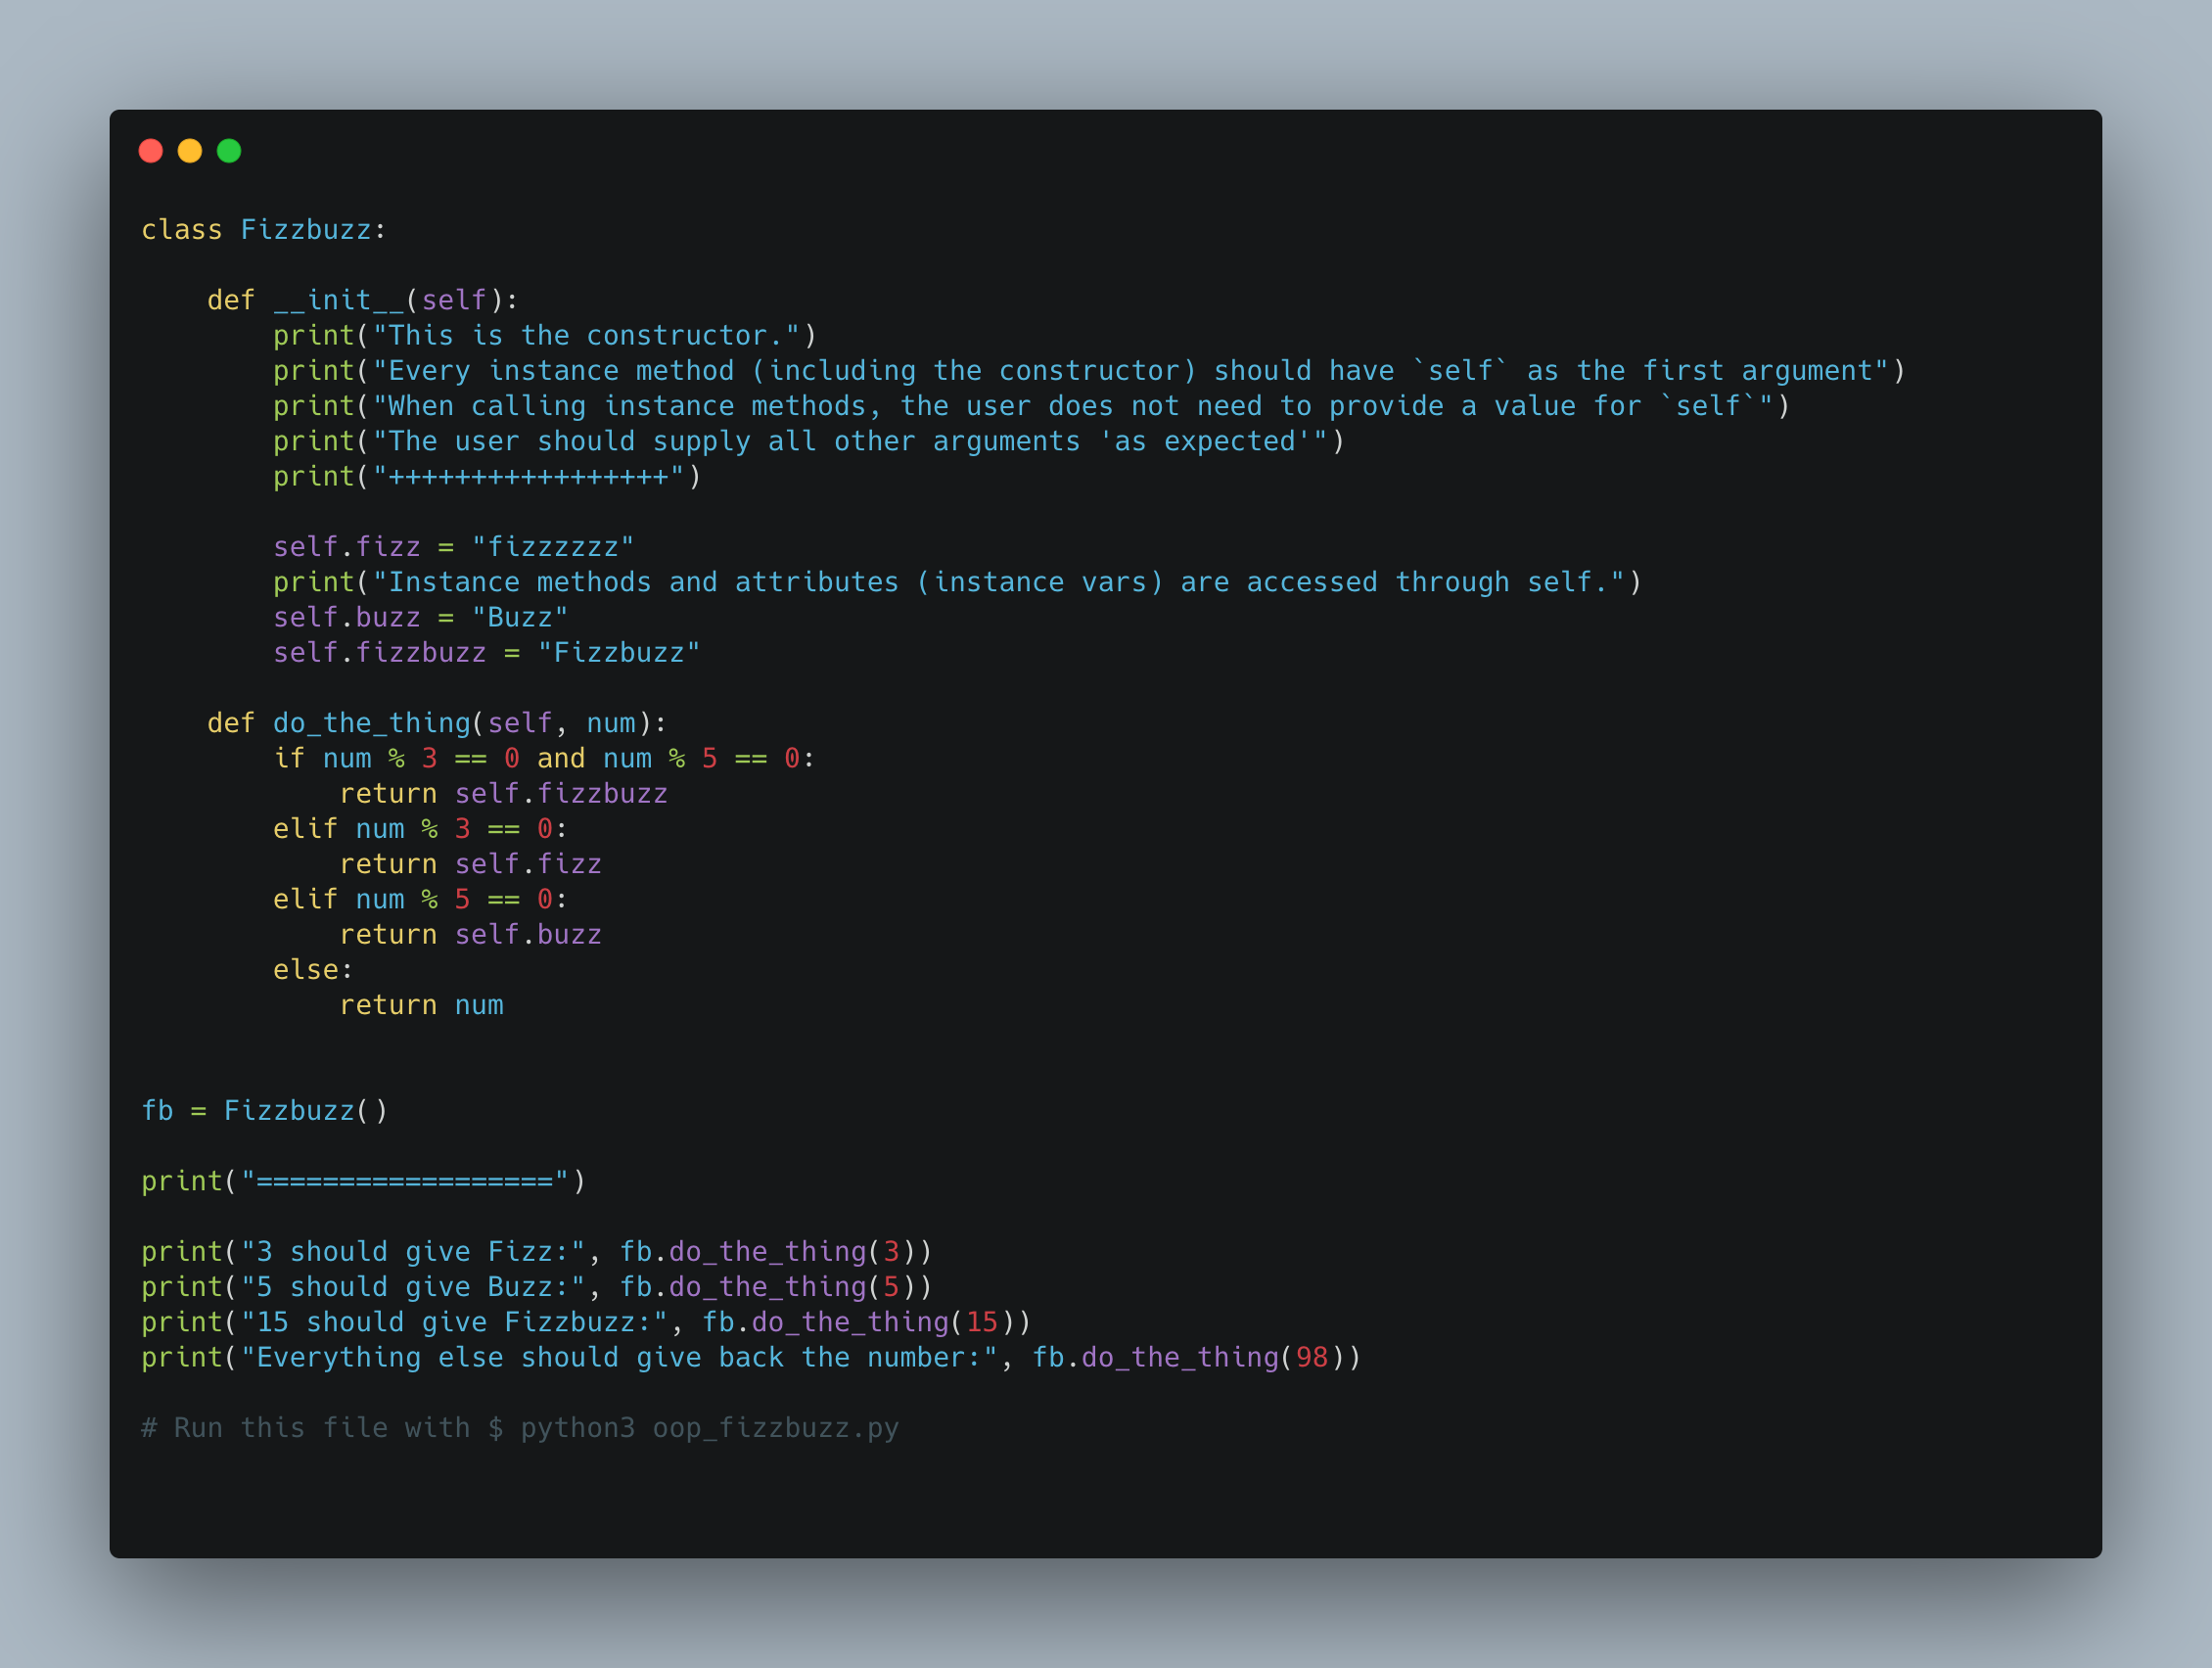 class Fizzbuzz:

    def __init__(self):
        print("This is the constructor.")
        print("Every instance method (including the constructor) should have `self` as the first argument")
        print("When calling instance methods, the user does not need to provide a value for `self`")
        print("The user should supply all other arguments 'as expected'")
        print("+++++++++++++++++")

        self.fizz = "fizzzzzz"
        print("Instance methods and attributes (instance vars) are accessed through self.")
        self.buzz = "Buzz"
        self.fizzbuzz = "Fizzbuzz"

    def do_the_thing(self, num):
        if num % 3 == 0 and num % 5 == 0:
            return self.fizzbuzz
        elif num % 3 == 0:
            return self.fizz
        elif num % 5 == 0:
            return self.buzz
        else:
            return num


fb = Fizzbuzz()

print("==================")

print("3 should give Fizz:", fb.do_the_thing(3))
print("5 should give Buzz:", fb.do_the_thing(5))
print("15 should give Fizzbuzz:", fb.do_the_thing(15))
print("Everything else should give back the number:", fb.do_the_thing(98))

# Run this file with $ python3 oop_fizzbuzz.py